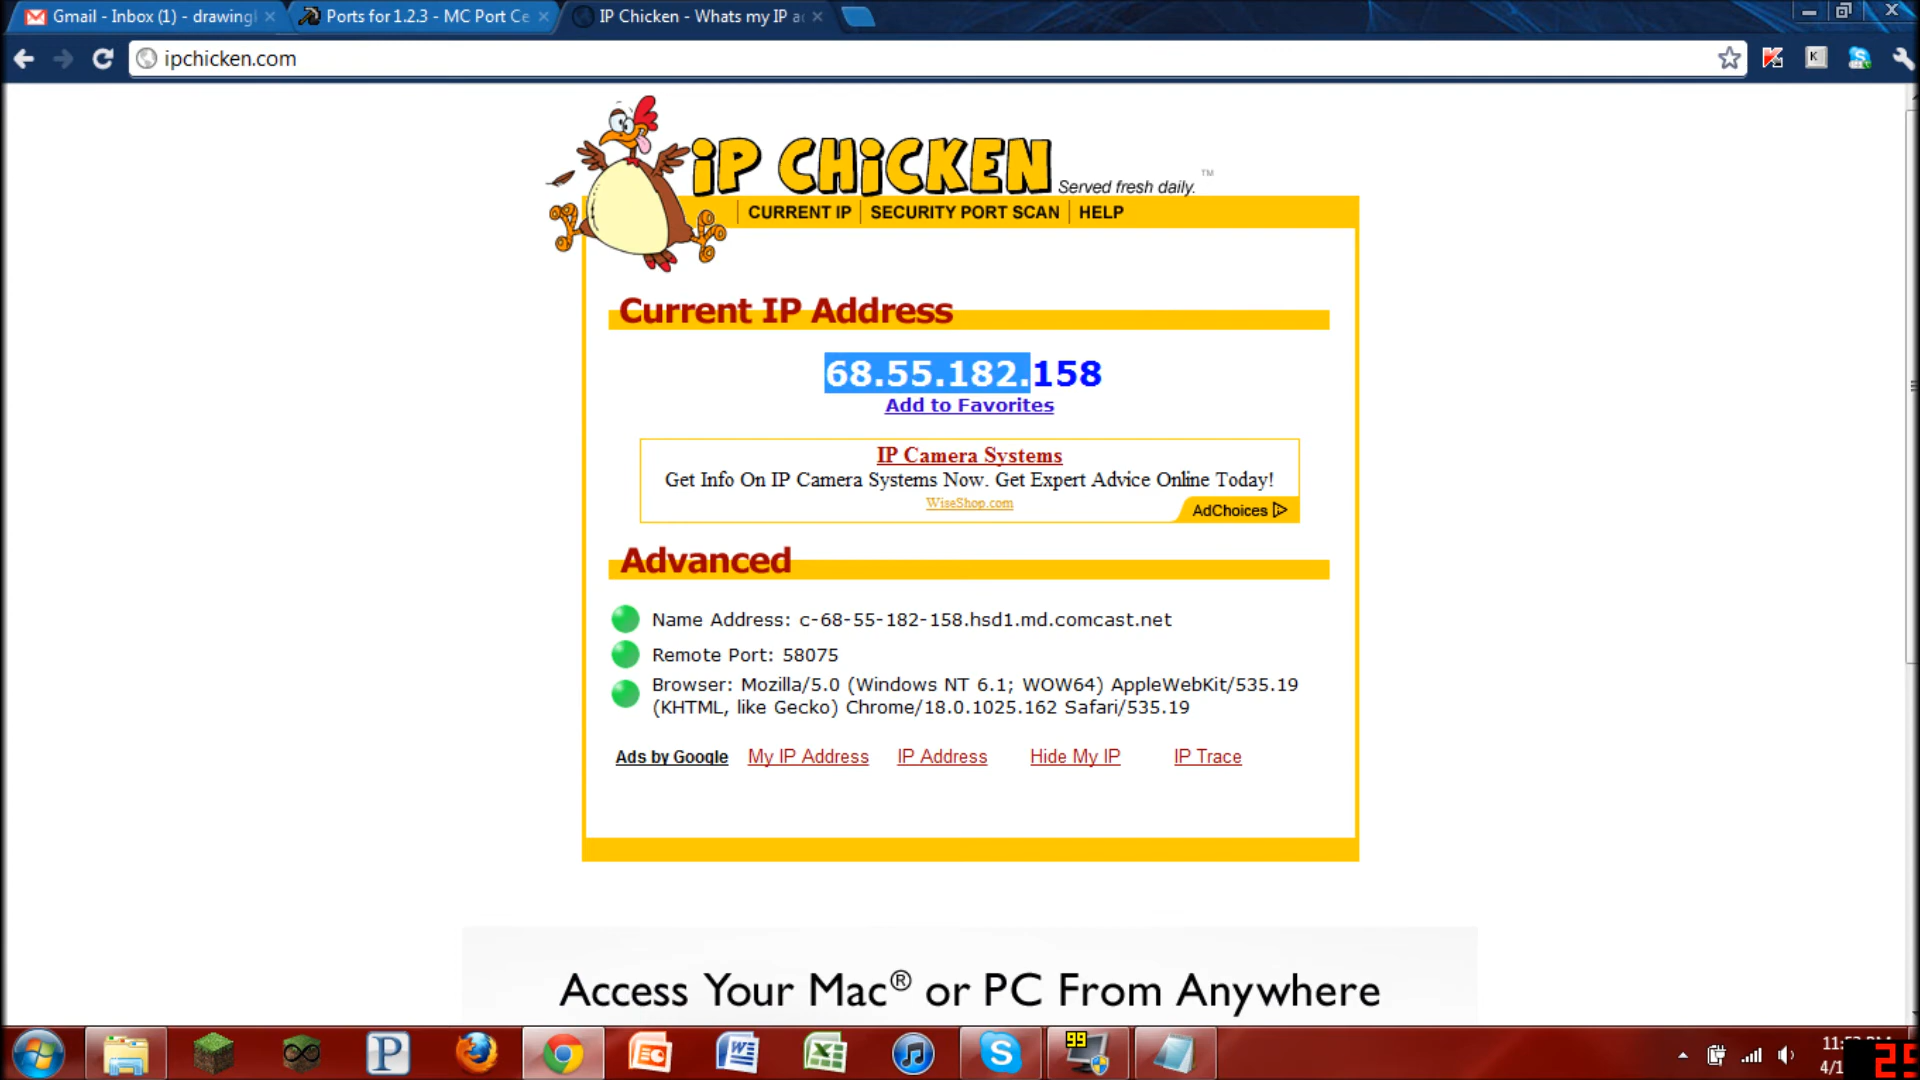 Gmail - Inbox (1) - drawing
Ports for 1.2.3 - MC Port Ce
IP Chicken - Whats my IP a
ipchicken.com
K
iP CHiCKEN
Served fresh daily.
TM
CURRENT IP
SECURITY PORT SCAN
HELP
Current IP Address
68.55.182.158
Add to Favorites
IP Camera Systems
Get Info On IP Camera Systems Now. Get Expert Advice Online Today!
WiseShop.com
AdChoices
Advanced
Name Address: c-68-55-182-158.hsd1.md.comcast.net
Remote Port: 58075
Browser: Mozilla/5.0 (Windows NT 6.1; WOW64) AppleWebKit/535.19
(KHTML, like Gecko) Chrome/18.0.1025.162 Safari/535.19
Ads by Google
My IP Address
IP Address
Hide My IP
IP Trace
Access Your Mac® or PC From Anywhere
99